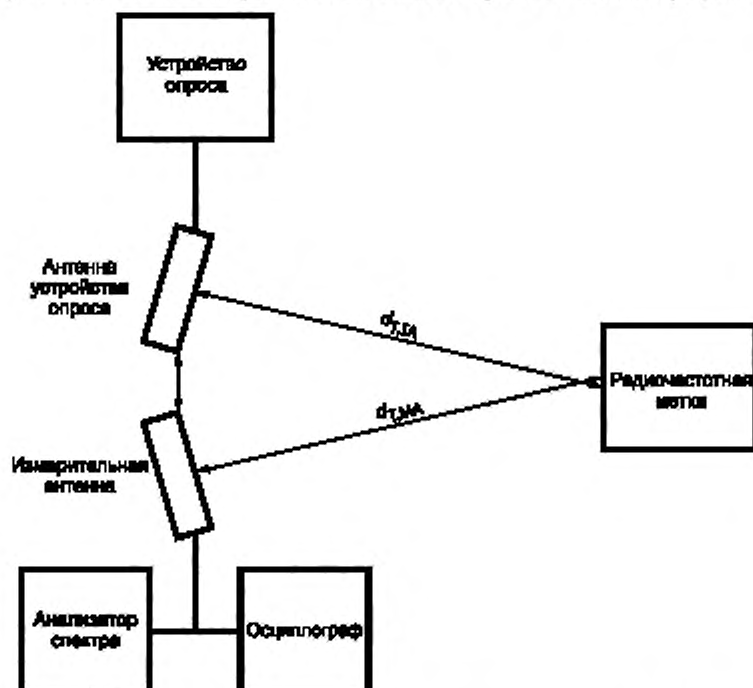 Устройство
опроса
Антенна
устройства
опроса
Радиочастотная
метка
Измерительная
антенна
Анализатор
спектра
Осциллограф